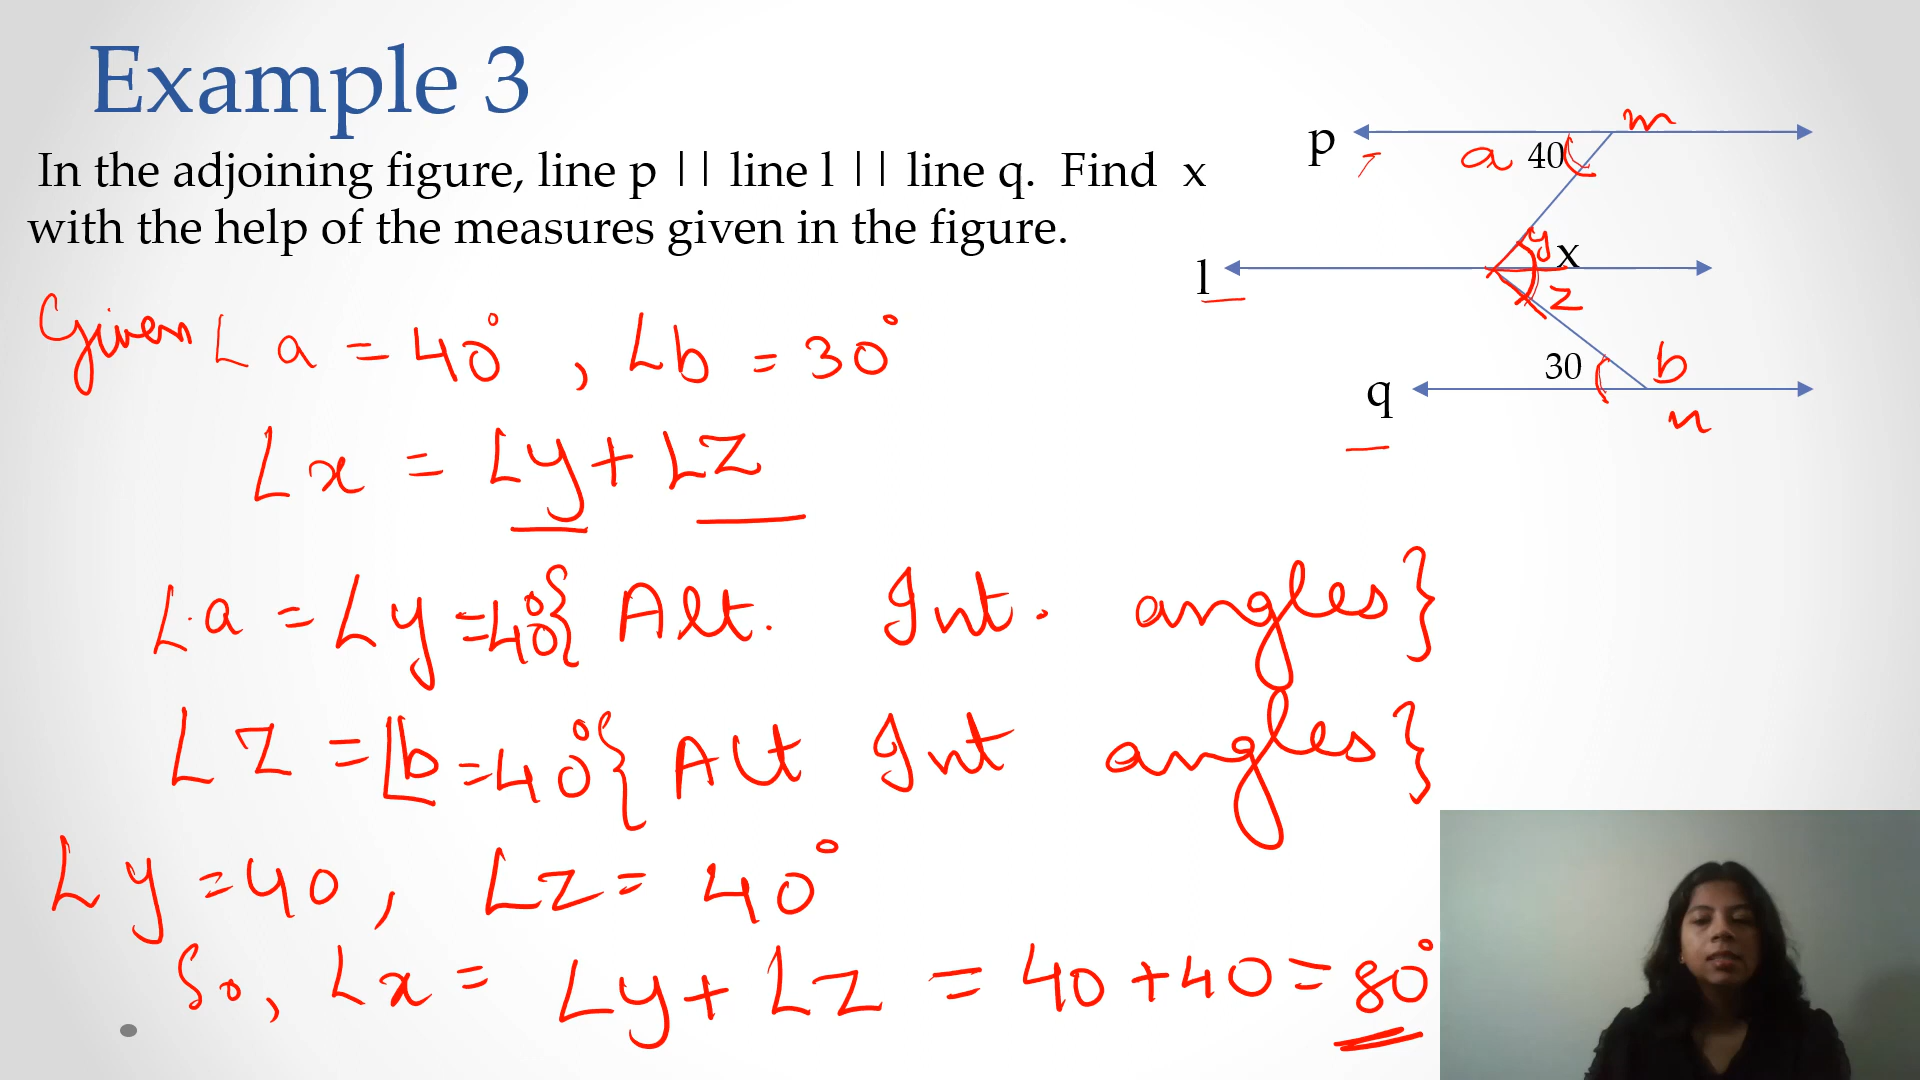 Example 3
In the adjoining figure, line p || line l || line q. Find x
with the help of the measures given in the figure.
p
a 40
m
l
y
x
z
30
b
q
n
Given ∠a = 40°, ∠b = 30°
∠x = ∠y + ∠z
∠a = ∠y = 40° { Alt. Int. angles }
∠z = ∠b = 40° { Alt Int angles }
∠y = 40, ∠z = 40°
So, ∠x = ∠y + ∠z = 40 + 40 = 80°